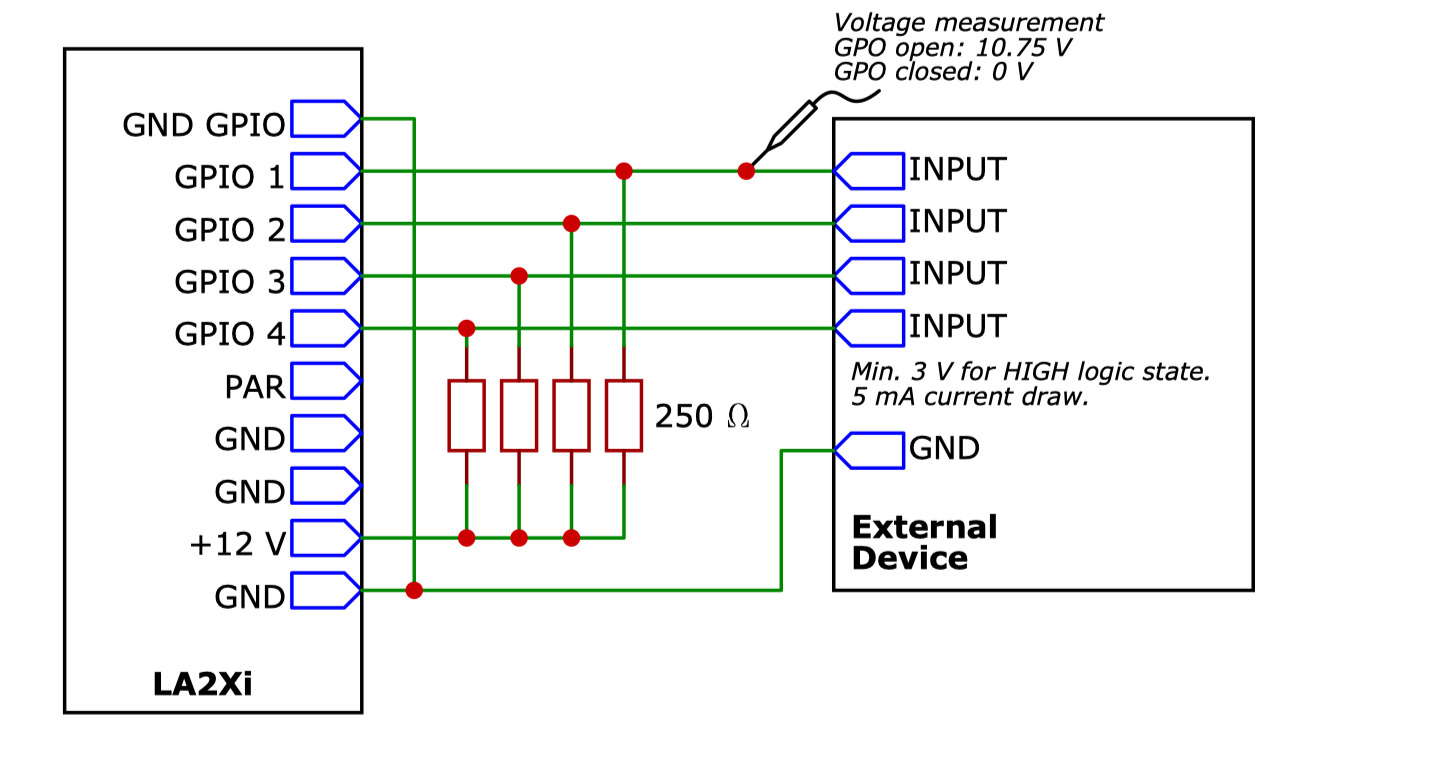 Voltage measurement
GPO open: 10.75 V
GPO closed: 0 V
GND GPIO
GPIO 1
GPIO 2
GPIO 3
GPIO 4
PAR
GND
GND
+12 V
GND
LA2Xi
250 Ω
INPUT
INPUT
INPUT
INPUT
Min. 3 V for HIGH logic state.
5 mA current draw.
GND
External
Device